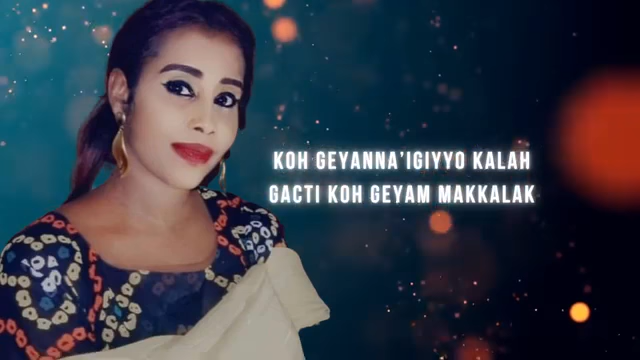 KOH GEYANNA'IGIYYO KALAH
GACTI KOH GEYAM MAKKALAK